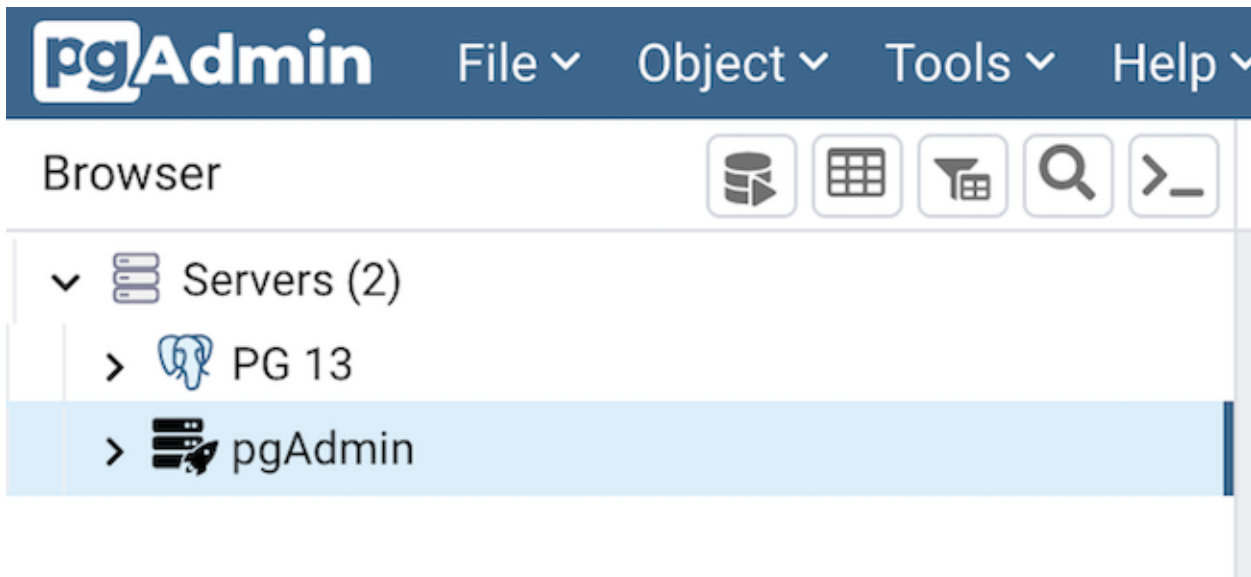 pgAdmin File Object Tools Help
Browser
Servers (2)
PG 13
pgAdmin